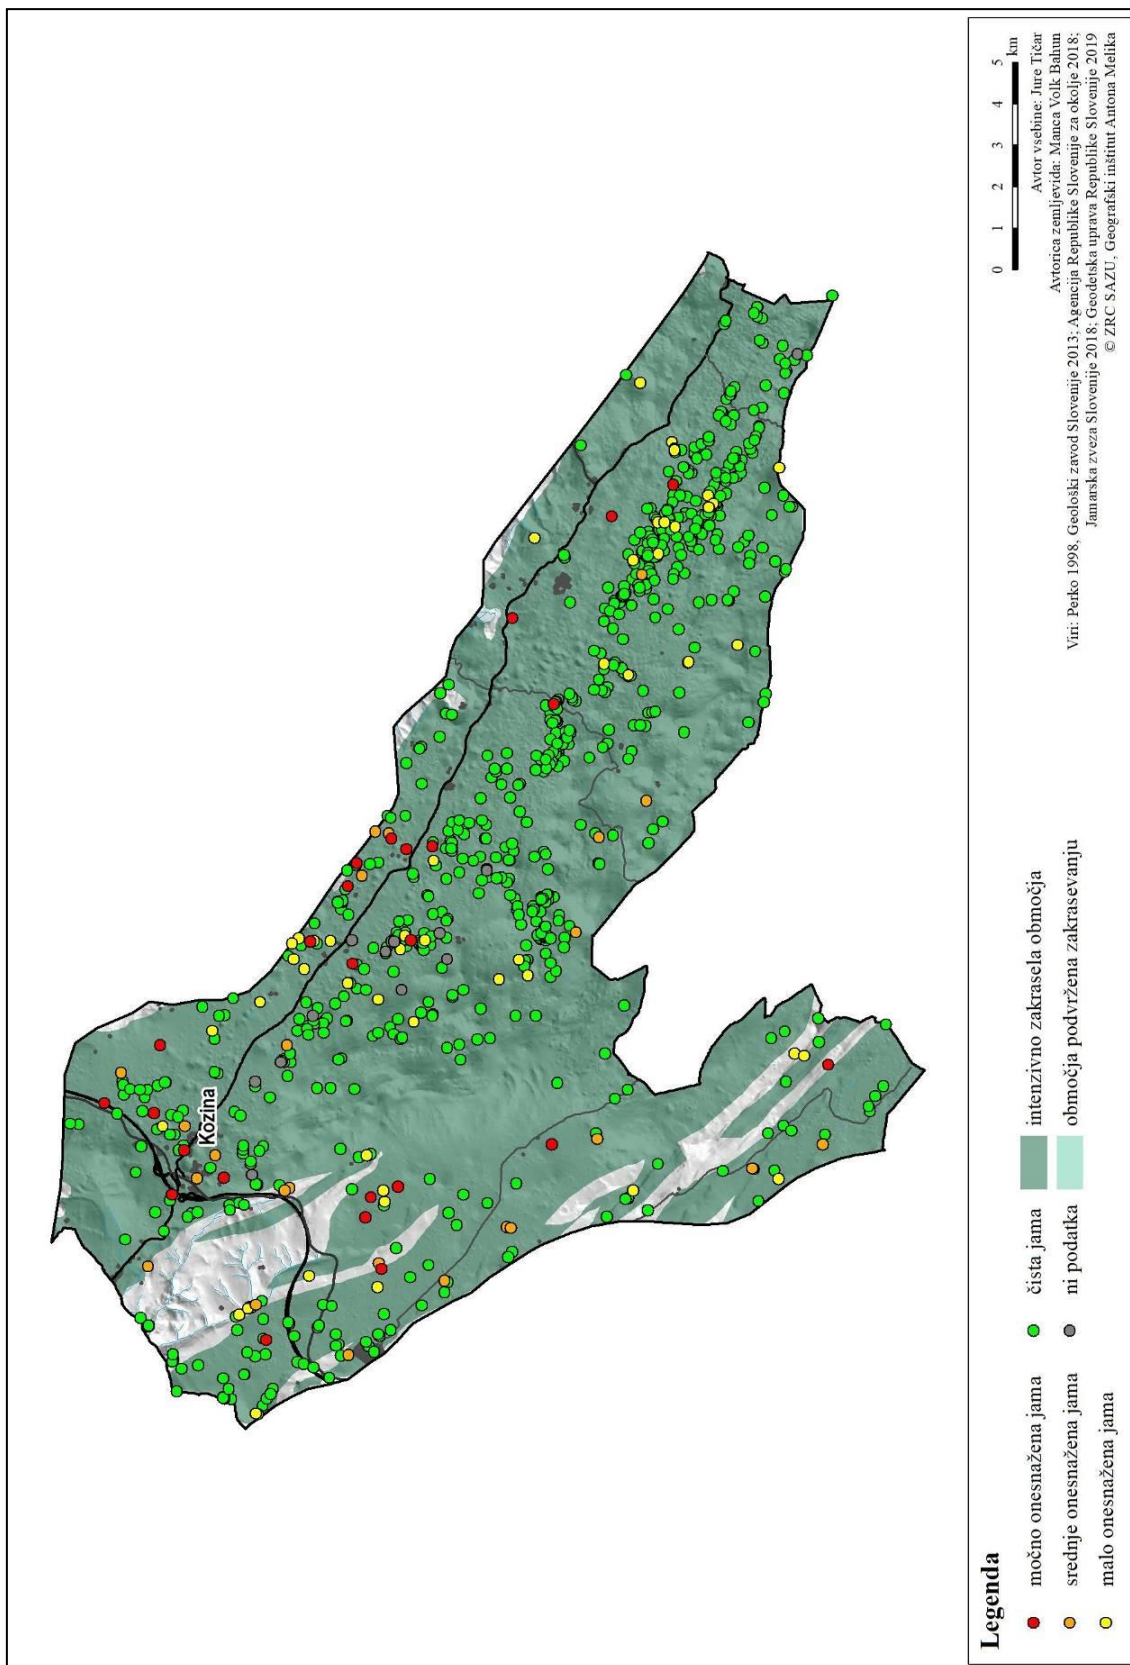 Kozina
Legenda
močno onesnažena jama
srednje onesnažena jama
malo onesnažena jama
čista jama
ni podatka
intenzivno zakrasela območja
območja podvržena zakrasevanju
0 1 2 3 4 5
km
Avtor vsebine: Jure Tičar
Avtorica zemljevida: Manca Volk Bahun
Viri: Perko 1998, Geološki zavod Slovenije 2013; Agencija Republike Slovenije za okolje 2018;
Jamarska zveza Slovenije 2018; Geodetska uprava Republike Slovenije 2019
© ZRC SAZU, Geografski inštitut Antona Melika